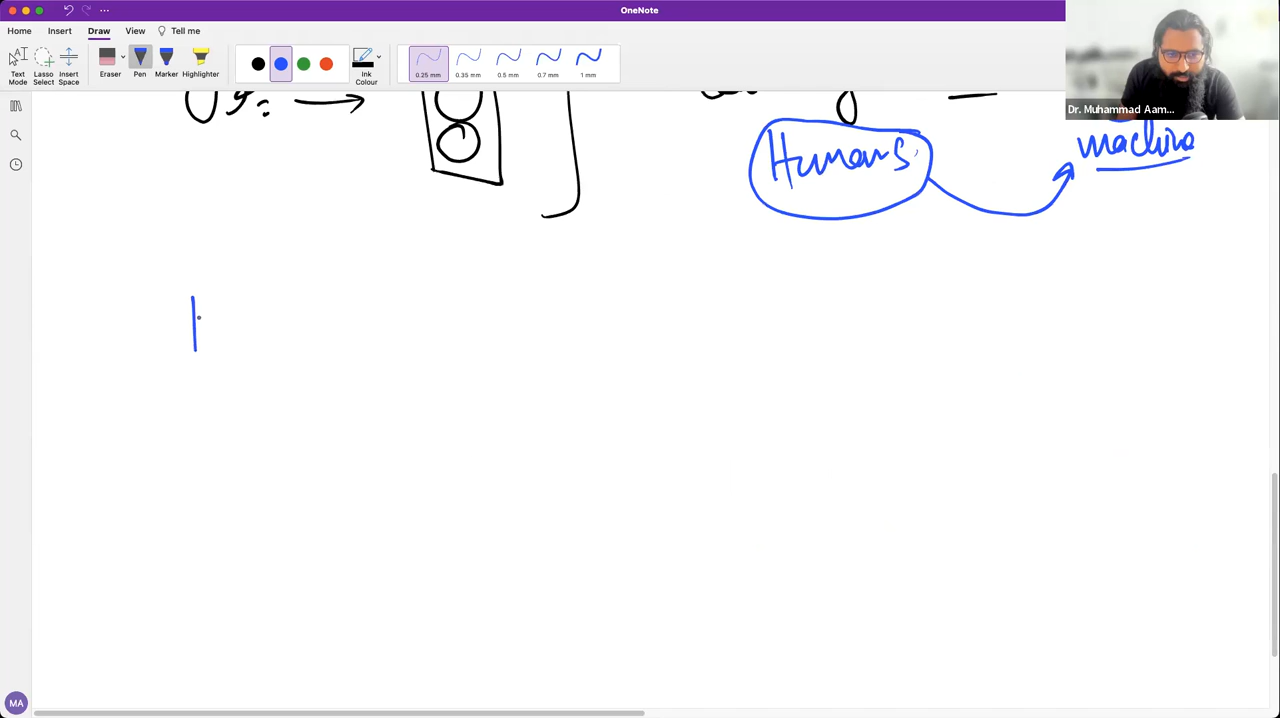 OneNote
Home Insert Draw View Tell me
Text Mode
Lasso Select
Insert Space
Eraser
Pen
Marker
Highlighter
Ink Colour
0.25 mm
0.35 mm
0.5 mm
0.7 mm
1 mm
Dr. Muhammad Aam...
Humans
machine
MA